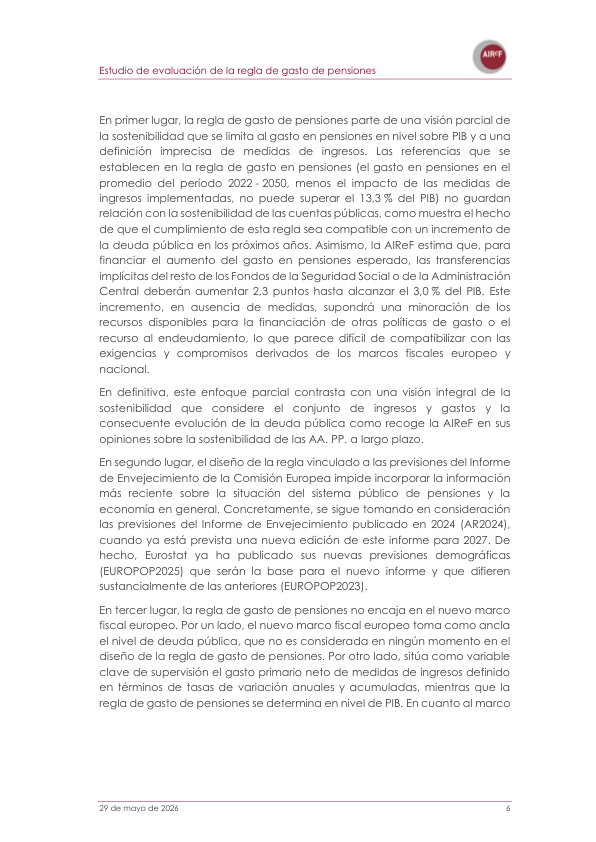 AIReF
Estudio de evaluación de la regla de gasto de pensiones
En primer lugar, la regla de gasto de pensiones parte de una visión parcial de
la sostenibilidad que se limita al gasto en pensiones en nivel sobre PIB y a una
definición imprecisa de medidas de ingresos. Las referencias que se
establecen en la regla de gasto en pensiones (el gasto en pensiones en el
promedio del período 2022 - 2050, menos el impacto de las medidas de
ingresos implementadas, no puede superar el 13,3 % del PIB) no guardan
relación con la sostenibilidad de las cuentas públicas, como muestra el hecho
de que el cumplimiento de esta regla sea compatible con un incremento de
la deuda pública en los próximos años. Asimismo, la AIReF estima que, para
financiar el aumento del gasto en pensiones esperado, las transferencias
implícitas del resto de los Fondos de la Seguridad Social o de la Administración
Central deberán aumentar 2,3 puntos hasta alcanzar el 3,0 % del PIB. Este
incremento, en ausencia de medidas, supondrá una minoración de los
recursos disponibles para la financiación de otras políticas de gasto o el
recurso al endeudamiento, lo que parece difícil de compatibilizar con las
exigencias y compromisos derivados de los marcos fiscales europeo y
nacional.
En definitiva, este enfoque parcial contrasta con una visión integral de la
sostenibilidad que considere el conjunto de ingresos y gastos y la
consecuente evolución de la deuda pública como recoge la AIReF en sus
opiniones sobre la sostenibilidad de las AA. PP. a largo plazo.
En segundo lugar, el diseño de la regla vinculado a las previsiones del Informe
de Envejecimiento de la Comisión Europea impide incorporar la información
más reciente sobre la situación del sistema público de pensiones y la
economía en general. Concretamente, se sigue tomando en consideración
las previsiones del Informe de Envejecimiento publicado en 2024 (AR2024),
cuando ya está prevista una nueva edición de este informe para 2027. De
hecho, Eurostat ya ha publicado sus nuevas previsiones demográficas
(EUROPOP2025) que serán la base para el nuevo informe y que difieren
sustancialmente de las anteriores (EUROPOP2023).
En tercer lugar, la regla de gasto de pensiones no encaja en el nuevo marco
fiscal europeo. Por un lado, el nuevo marco fiscal europeo toma como ancla
el nivel de deuda pública, que no es considerada en ningún momento en el
diseño de la regla de gasto de pensiones. Por otro lado, sitúa como variable
clave de supervisión el gasto primario neto de medidas de ingresos definido
en términos de tasas de variación anuales y acumuladas, mientras que la
regla de gasto de pensiones se determina en nivel de PIB. En cuanto al marco
29 de mayo de 2026
6